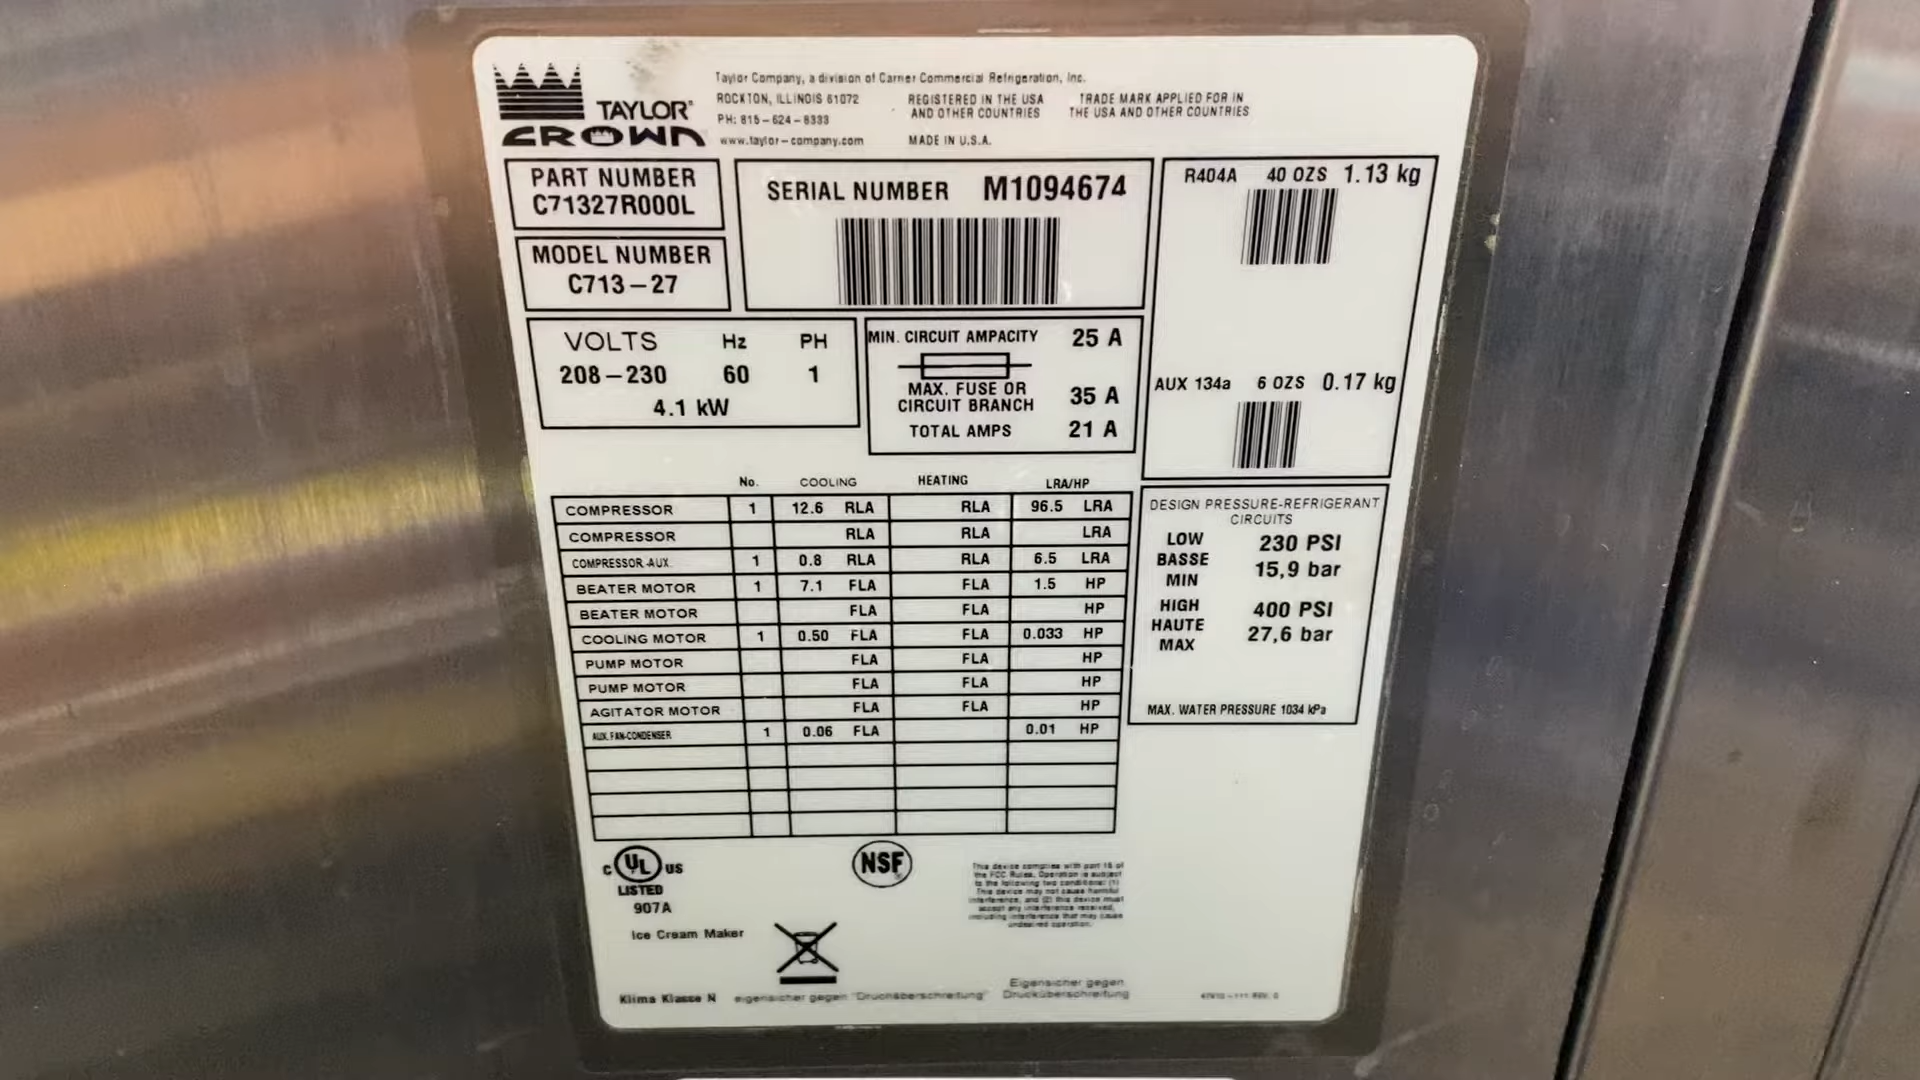 TAYLOR®
CROWN
Taylor Company, a division of Carrier Commercial Refrigeration, Inc.
ROCKTON, ILLINOIS 61072
PH: 815-624-8333
www.taylor-company.com
REGISTERED IN THE USA
AND OTHER COUNTRIES
MADE IN U.S.A.
TRADE MARK APPLIED FOR IN
THE USA AND OTHER COUNTRIES
PART NUMBER
C71327R000L
MODEL NUMBER
C713-27
SERIAL NUMBER M1094674
R404A 40 OZS 1.13 kg
AUX 134a 6 OZS 0.17 kg
VOLTS Hz PH
208-230 60 1
4.1 kW
MIN. CIRCUIT AMPACITY 25 A
MAX. FUSE OR
CIRCUIT BRANCH 35 A
TOTAL AMPS 21 A
No. COOLING HEATING LRA/HP
COMPRESSOR 1 12.6 RLA RLA 96.5 LRA
COMPRESSOR RLA RLA LRA
COMPRESSOR-AUX. 1 0.8 RLA RLA 6.5 LRA
BEATER MOTOR 1 7.1 FLA FLA 1.5 HP
BEATER MOTOR FLA FLA HP
COOLING MOTOR 1 0.50 FLA FLA 0.033 HP
PUMP MOTOR FLA FLA HP
PUMP MOTOR FLA FLA HP
AGITATOR MOTOR FLA FLA HP
AUX. FAN-CONDENSER 1 0.06 FLA 0.01 HP
DESIGN PRESSURE-REFRIGERANT
CIRCUITS
LOW
BASSE
MIN
230 PSI
15,9 bar
HIGH
HAUTE
MAX
400 PSI
27,6 bar
MAX. WATER PRESSURE 1034 kPa
C UL US
LISTED
907A
Ice Cream Maker
NSF
This device complies with part 15 of
the FCC Rules. Operation is subject
to the following two conditions: (1)
This device may not cause harmful
interference, and (2) this device must
accept any interference received,
including interference that may cause
undesired operation.
Klima Klasse N
eigensicher gegen "Drucküberschreitung"
Eigensicher gegen
Drucküberschreitung